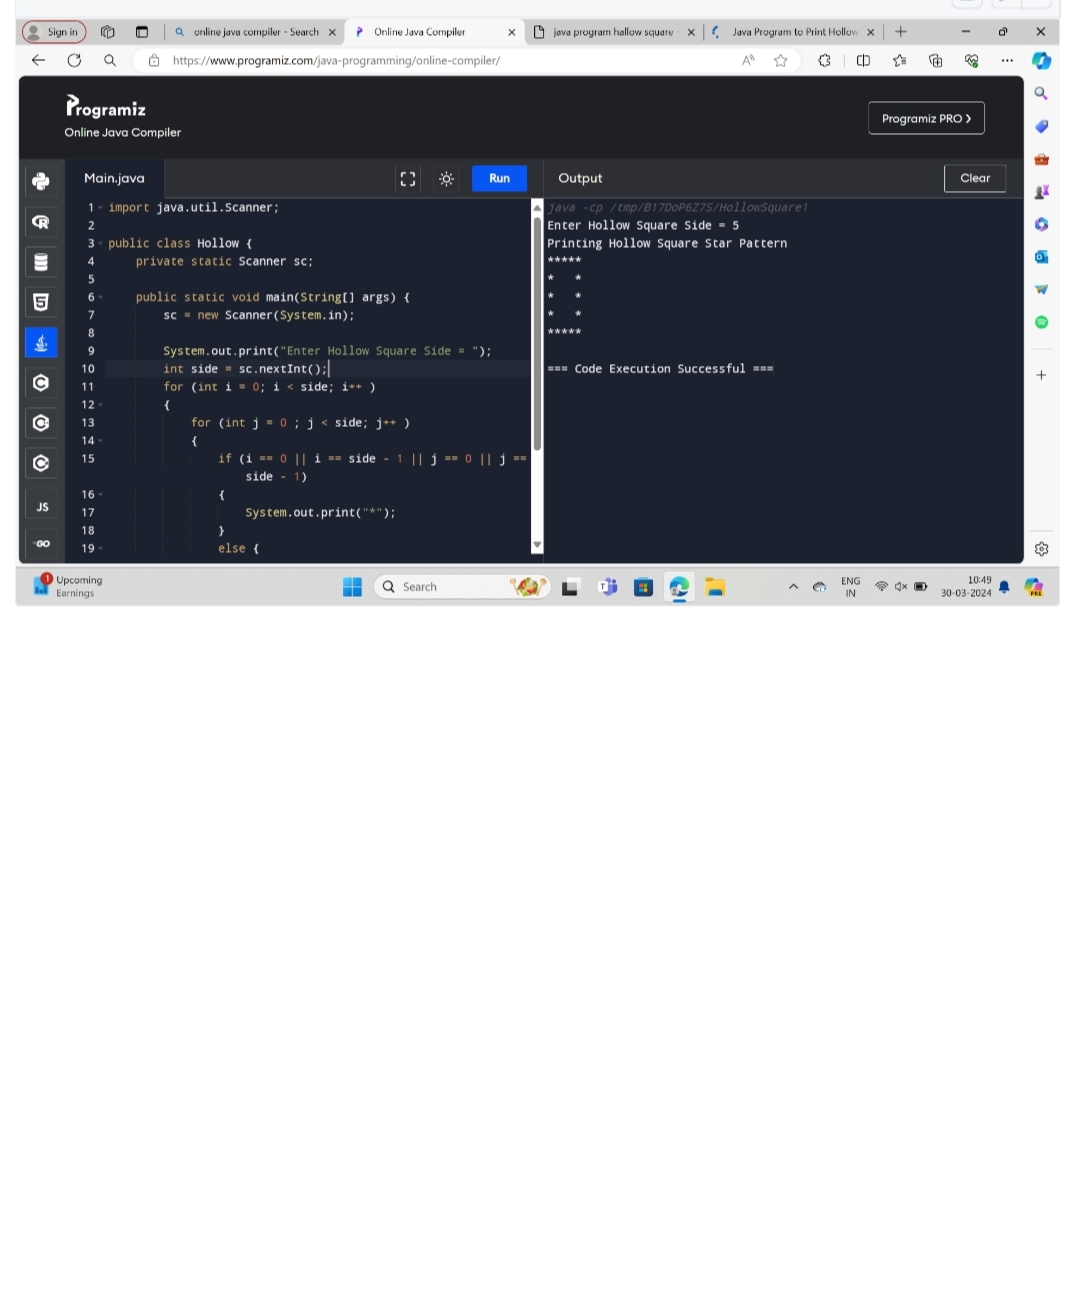 Sign in
online java compiler - Search
Online Java Compiler
java program hallow square
Java Program to Print Hollow
https://www.programiz.com/java-programming/online-compiler/
Programiz
Online Java Compiler
Programiz PRO >
Main.java
Run
Output
Clear
1 import java.util.Scanner;
2
3 public class Hollow {
4 private static Scanner sc;
5
6 public static void main(String[] args) {
7 sc = new Scanner(System.in);
8
9 System.out.print("Enter Hollow Square Side = ");
10 int side = sc.nextInt();
11 for (int i = 0; i < side; i++ )
12 {
13 for (int j = 0 ; j < side; j++ )
14 {
15 if (i == 0 || i == side - 1 || j == 0 || j ==
side - 1)
16 {
17 System.out.print("*");
18 }
19 else {
java -cp /tmp/B17DoP6Z7S/HollowSquare1
Enter Hollow Square Side = 5
Printing Hollow Square Star Pattern
*****
*   *
*   *
*   *
*****
=== Code Execution Successful ===
JS
GO
1
Upcoming
Earnings
Search
ENG
IN
10:49
30-03-2024
PRE